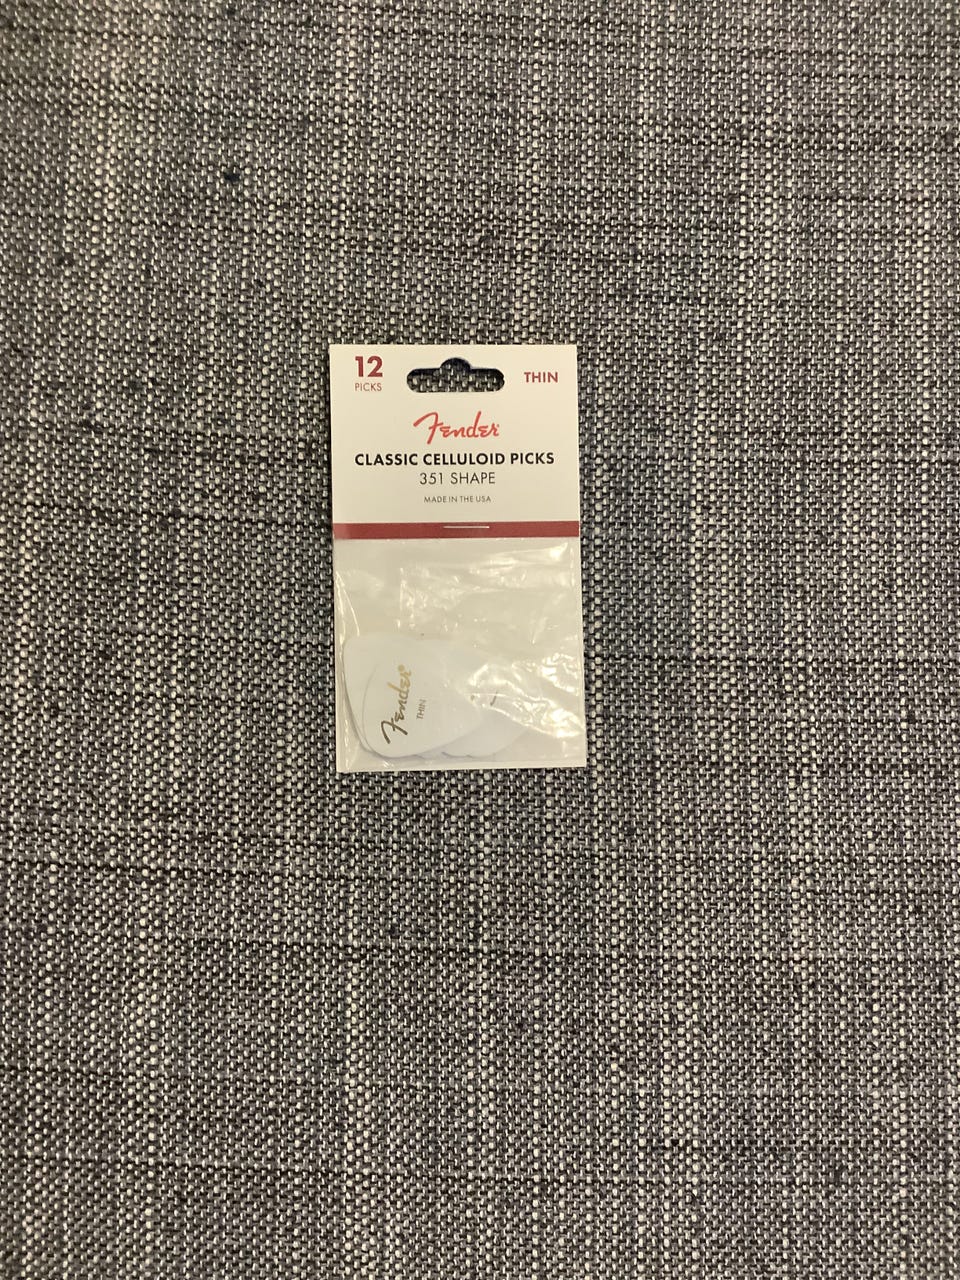 12
PICKS
THIN
Fender
CLASSIC CELLULOID PICKS
351 SHAPE
MADE IN THE USA
Fender®
THIN